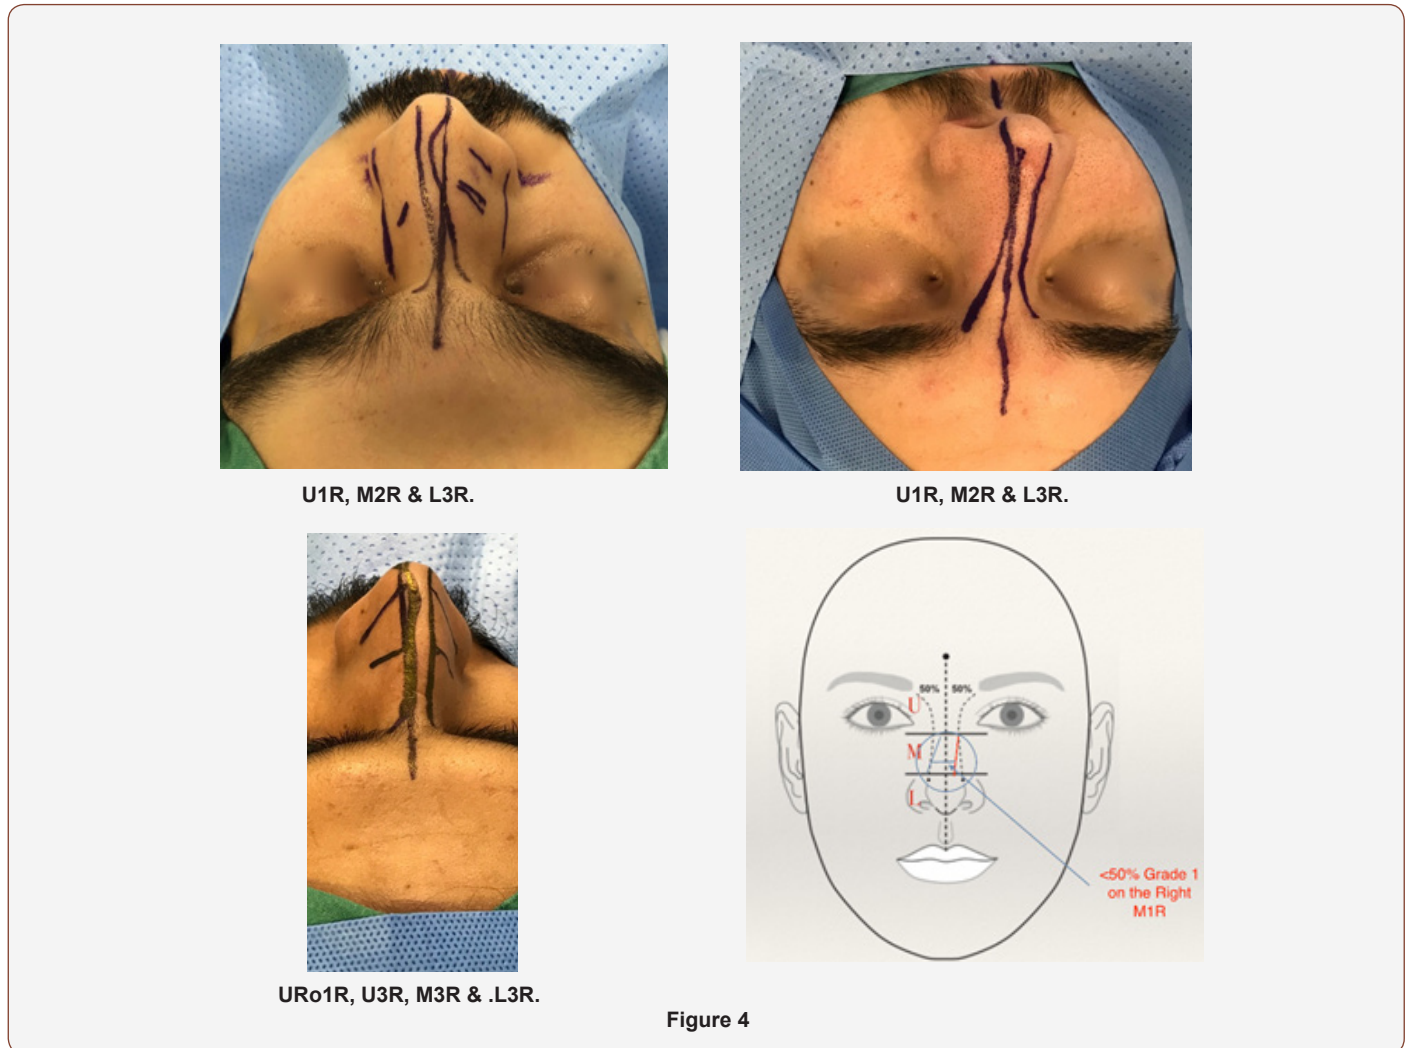 U1R, M2R & L3R.
U1R, M2R & L3R.
50% 50%
U
M
L
<50% Grade 1
on the Right
M1R
URo1R, U3R, M3R & .L3R.
Figure 4